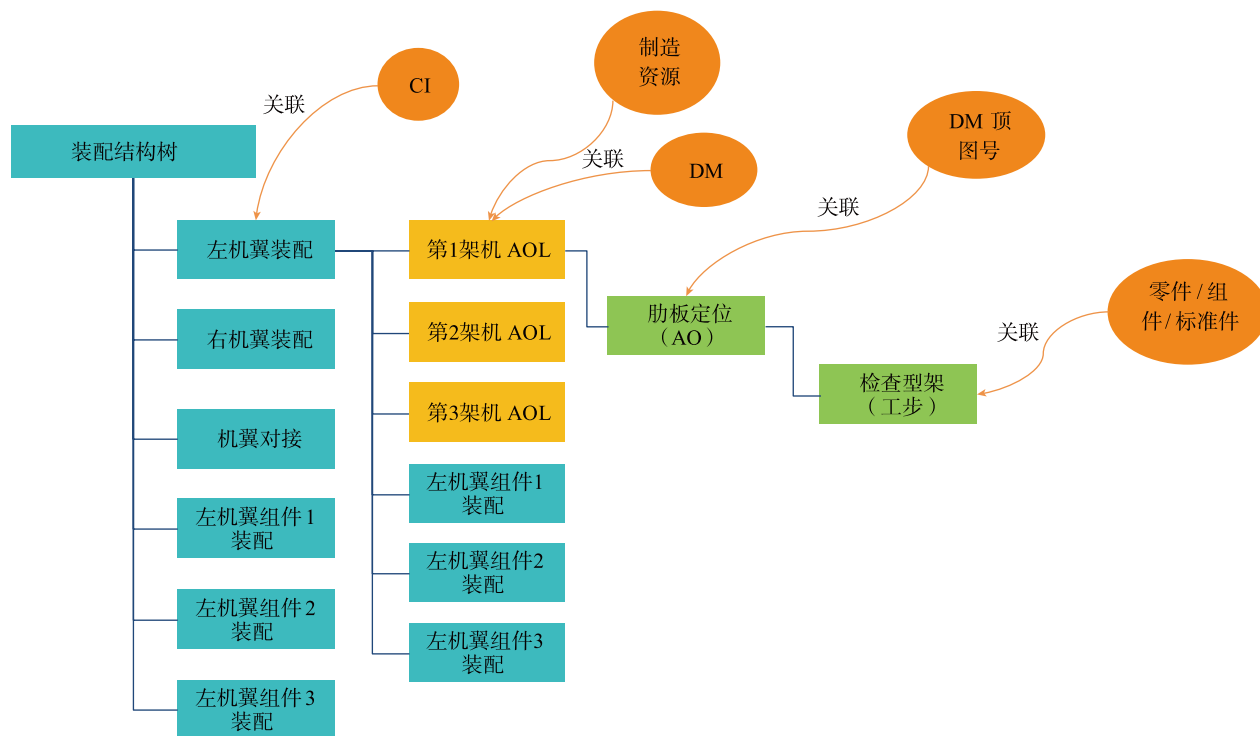 CI
制造
资源
关联
DM 顶
图号
装配结构树
关联
DM
关联
左机翼装配
第1架机 AOL
零件 / 组
件 / 标准件
肋板定位
（AO）
右机翼装配
第2架机 AOL
关联
检查型架
（工步）
第3架机 AOL
机翼对接
左机翼组件1
装配
左机翼组件1
装配
左机翼组件2
装配
左机翼组件2
装配
左机翼组件3
装配
左机翼组件3
装配